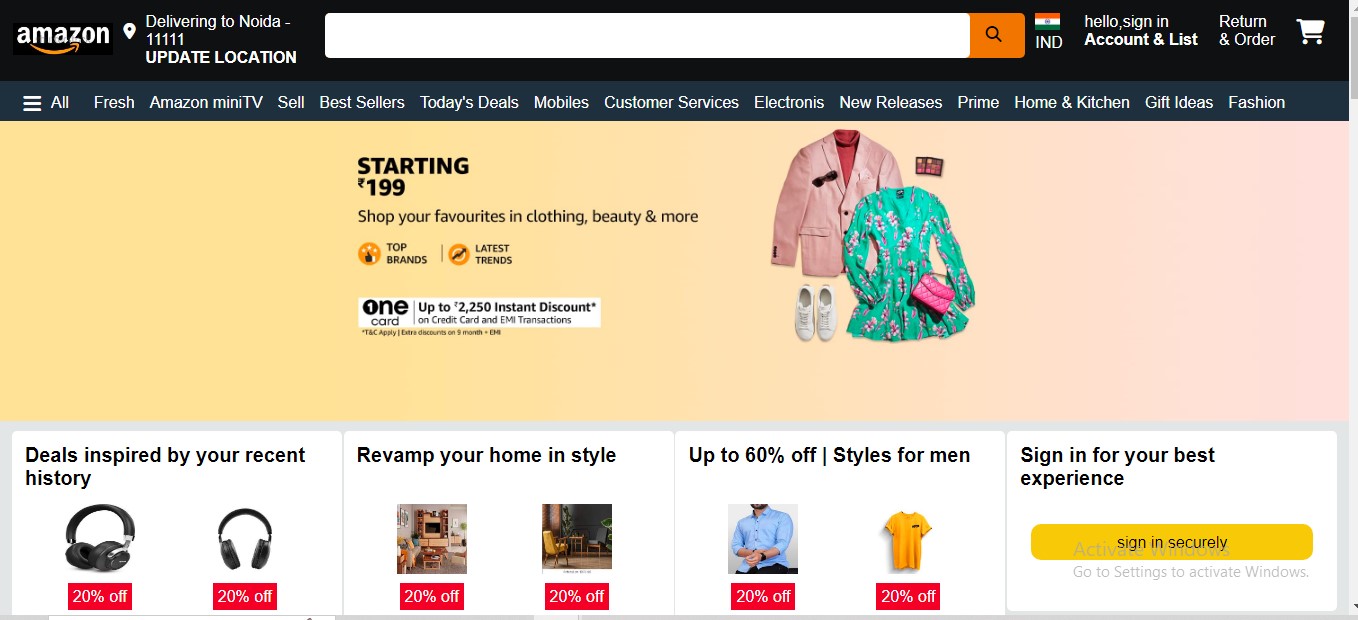 amazon
Delivering to Noida -
11111
UPDATE LOCATION
IND
hello,sign in
Account & List
Return
& Order
All Fresh Amazon miniTV Sell Best Sellers Today's Deals Mobiles Customer Services Electronis New Releases Prime Home & Kitchen Gift Ideas Fashion
STARTING
₹199
Shop your favourites in clothing, beauty & more
TOP
BRANDS
LATEST
TRENDS
one
card
Up to ₹2,250 Instant Discount*
on Credit Card and EMI Transactions
*T&C Apply | Extra discounts on 9 month + EMI
Deals inspired by your recent
history
20% off 20% off
Revamp your home in style
20% off 20% off
Up to 60% off | Styles for men
20% off 20% off
Sign in for your best
experience
sign in securely
Activate Windows
Go to Settings to activate Windows.